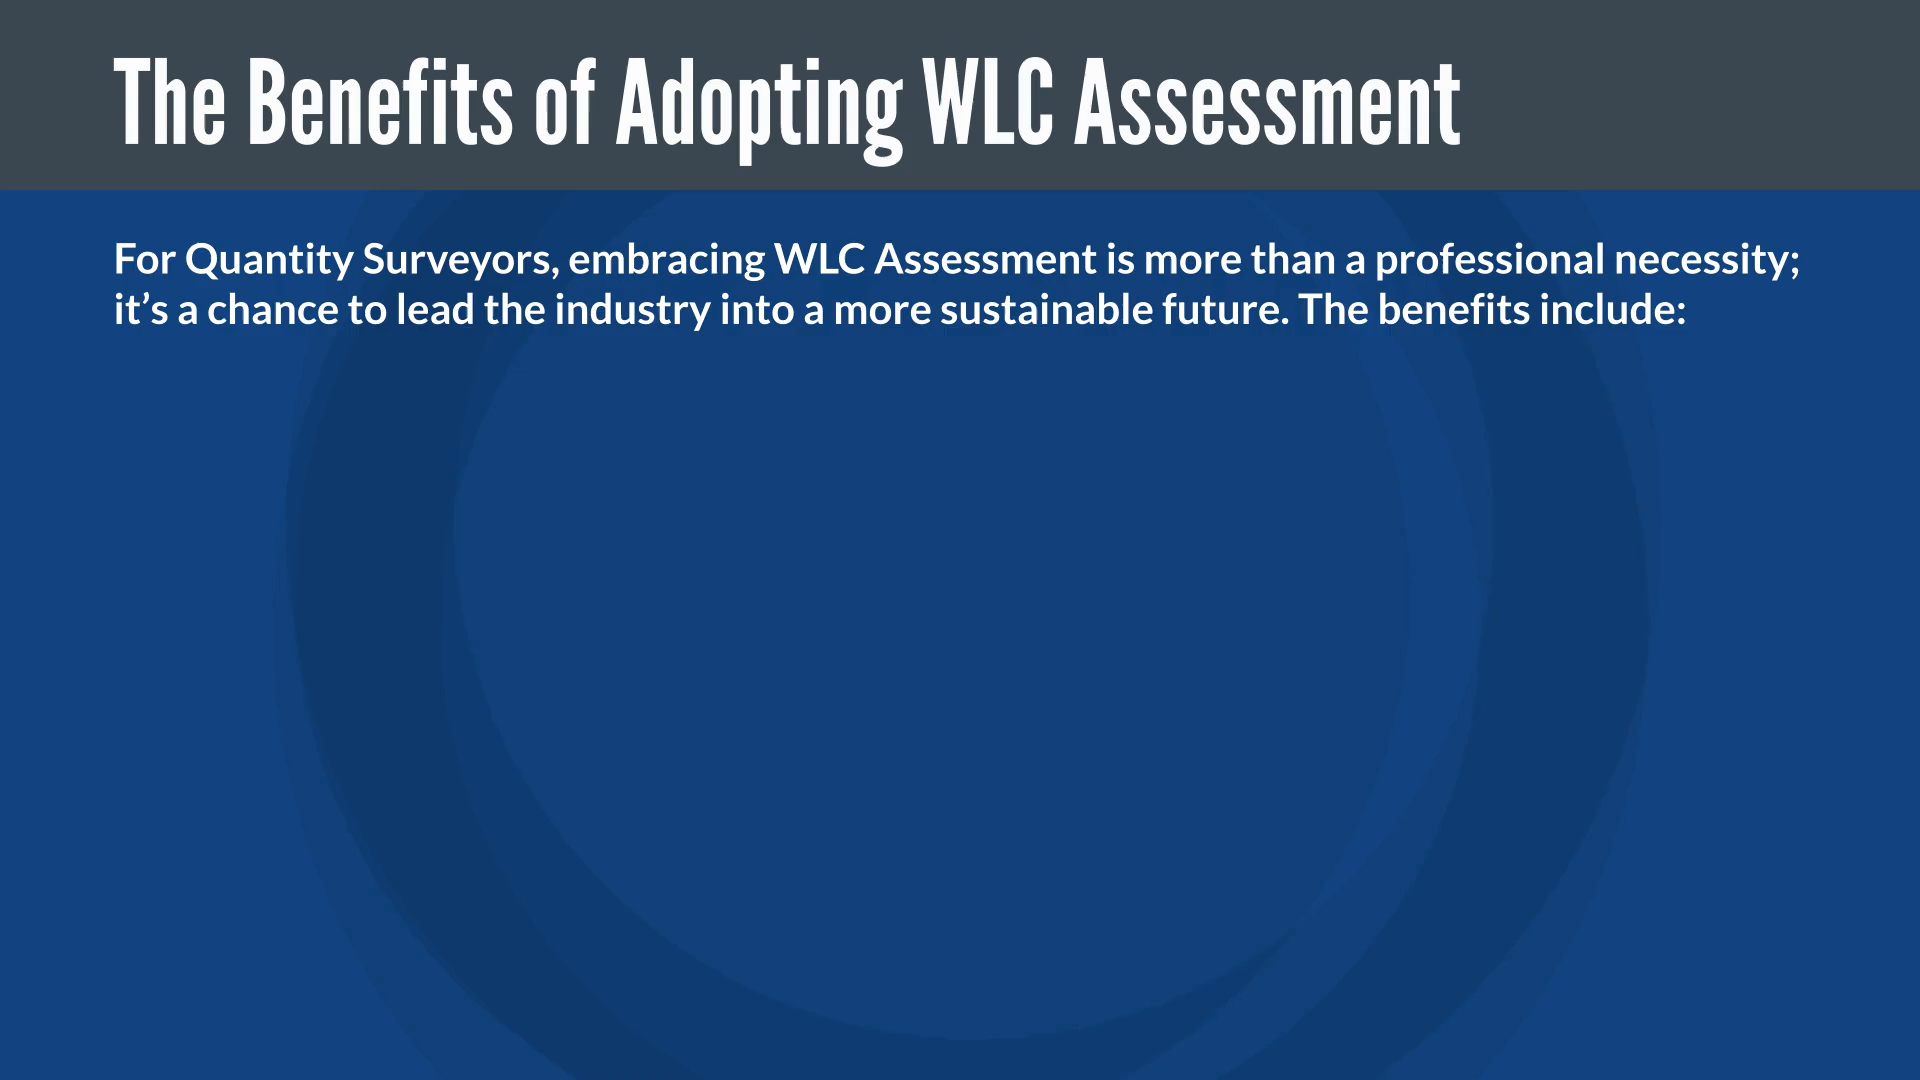 The Benefits of Adopting WLC Assessment
For Quantity Surveyors, embracing WLC Assessment is more than a professional necessity;
it’s a chance to lead the industry into a more sustainable future. The benefits include: